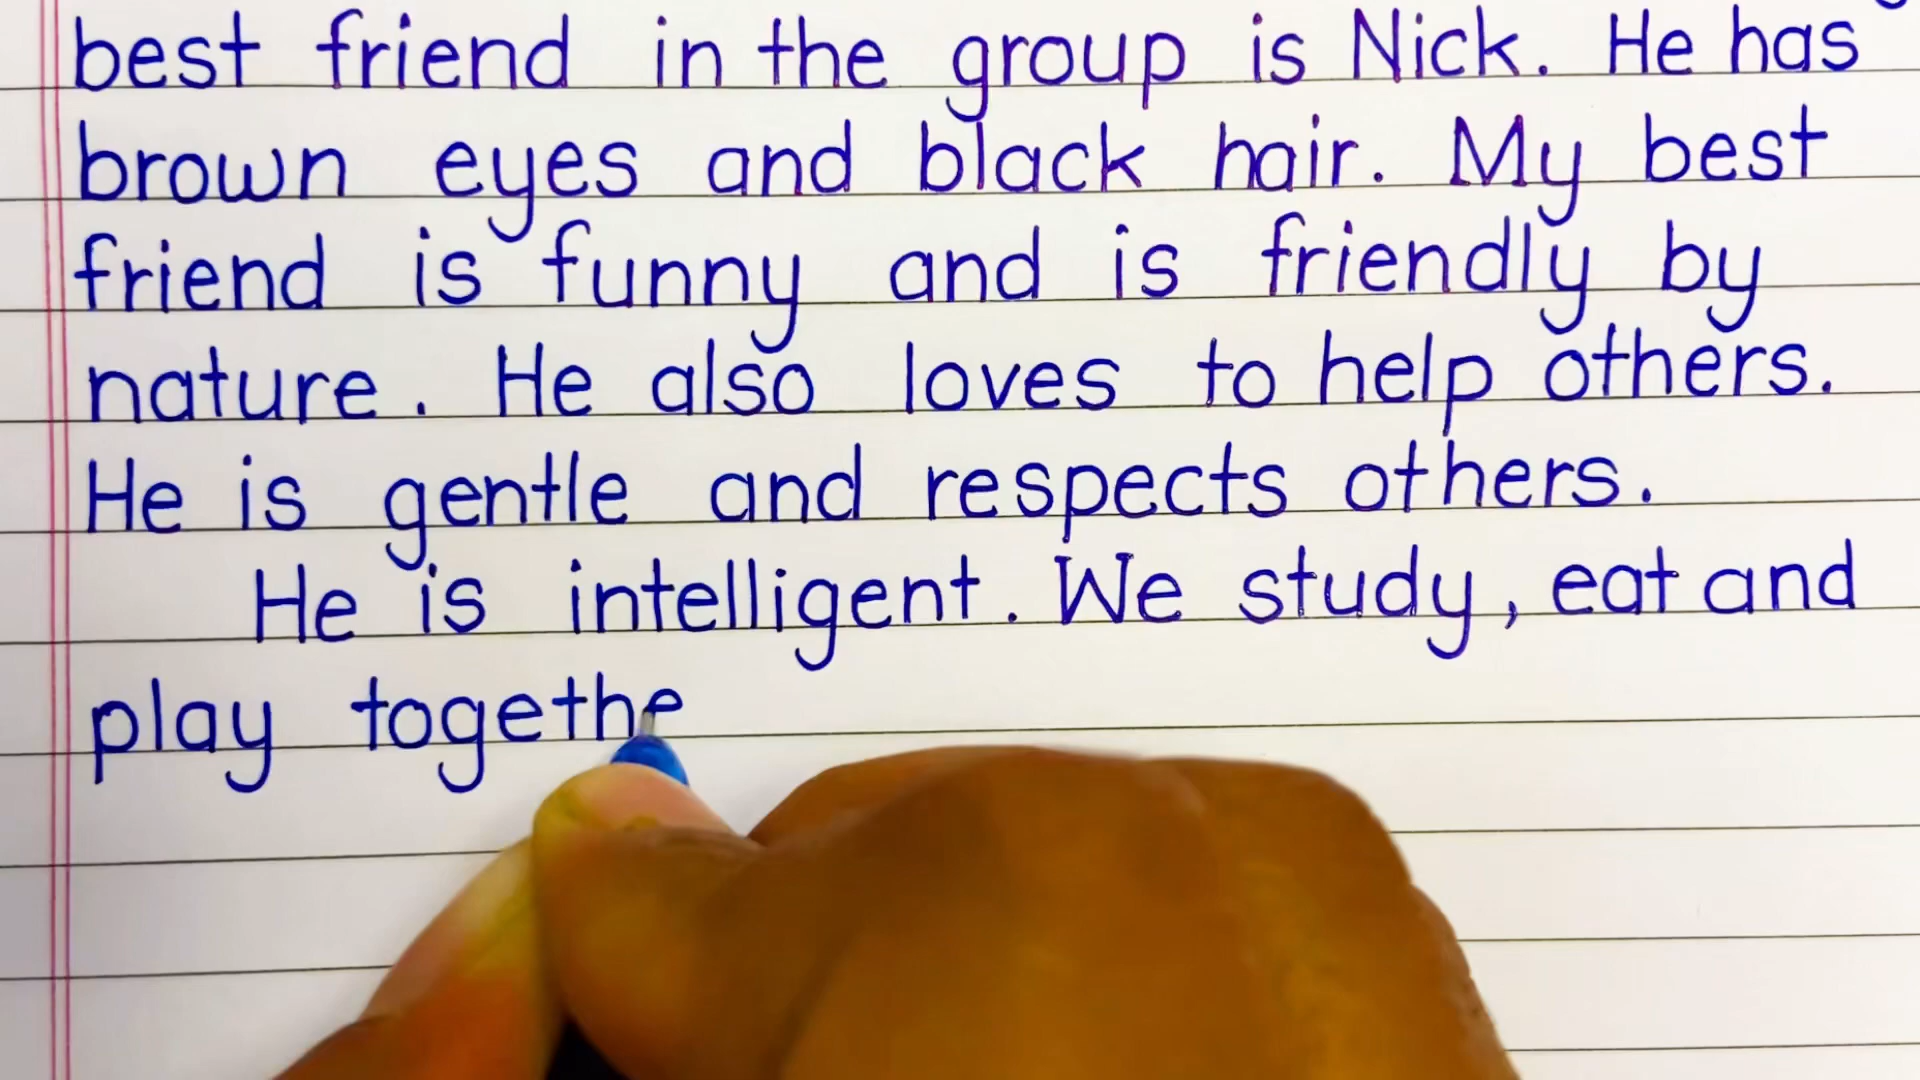 best friend in the group is Nick. He has
brown eyes and black hair. My best
friend is funny and is friendly by
nature. He also loves to help others.
He is gentle and respects others.
He is intelligent. We study, eat and
play togethe